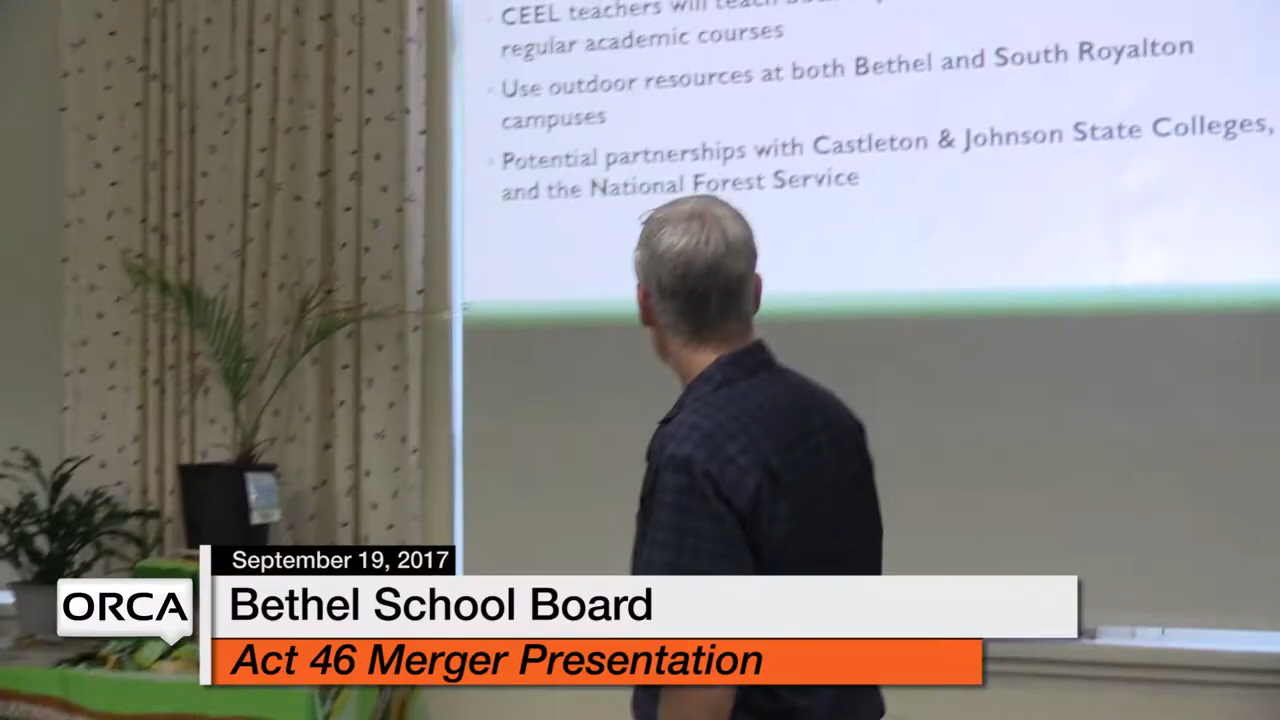 CEEL teachers will teach
regular academic courses
Use outdoor resources at both Bethel and South Royalton
campuses
Potential partnerships with Castleton & Johnson State Colleges,
and the National Forest Service
September 19, 2017
ORCA
Bethel School Board
Act 46 Merger Presentation